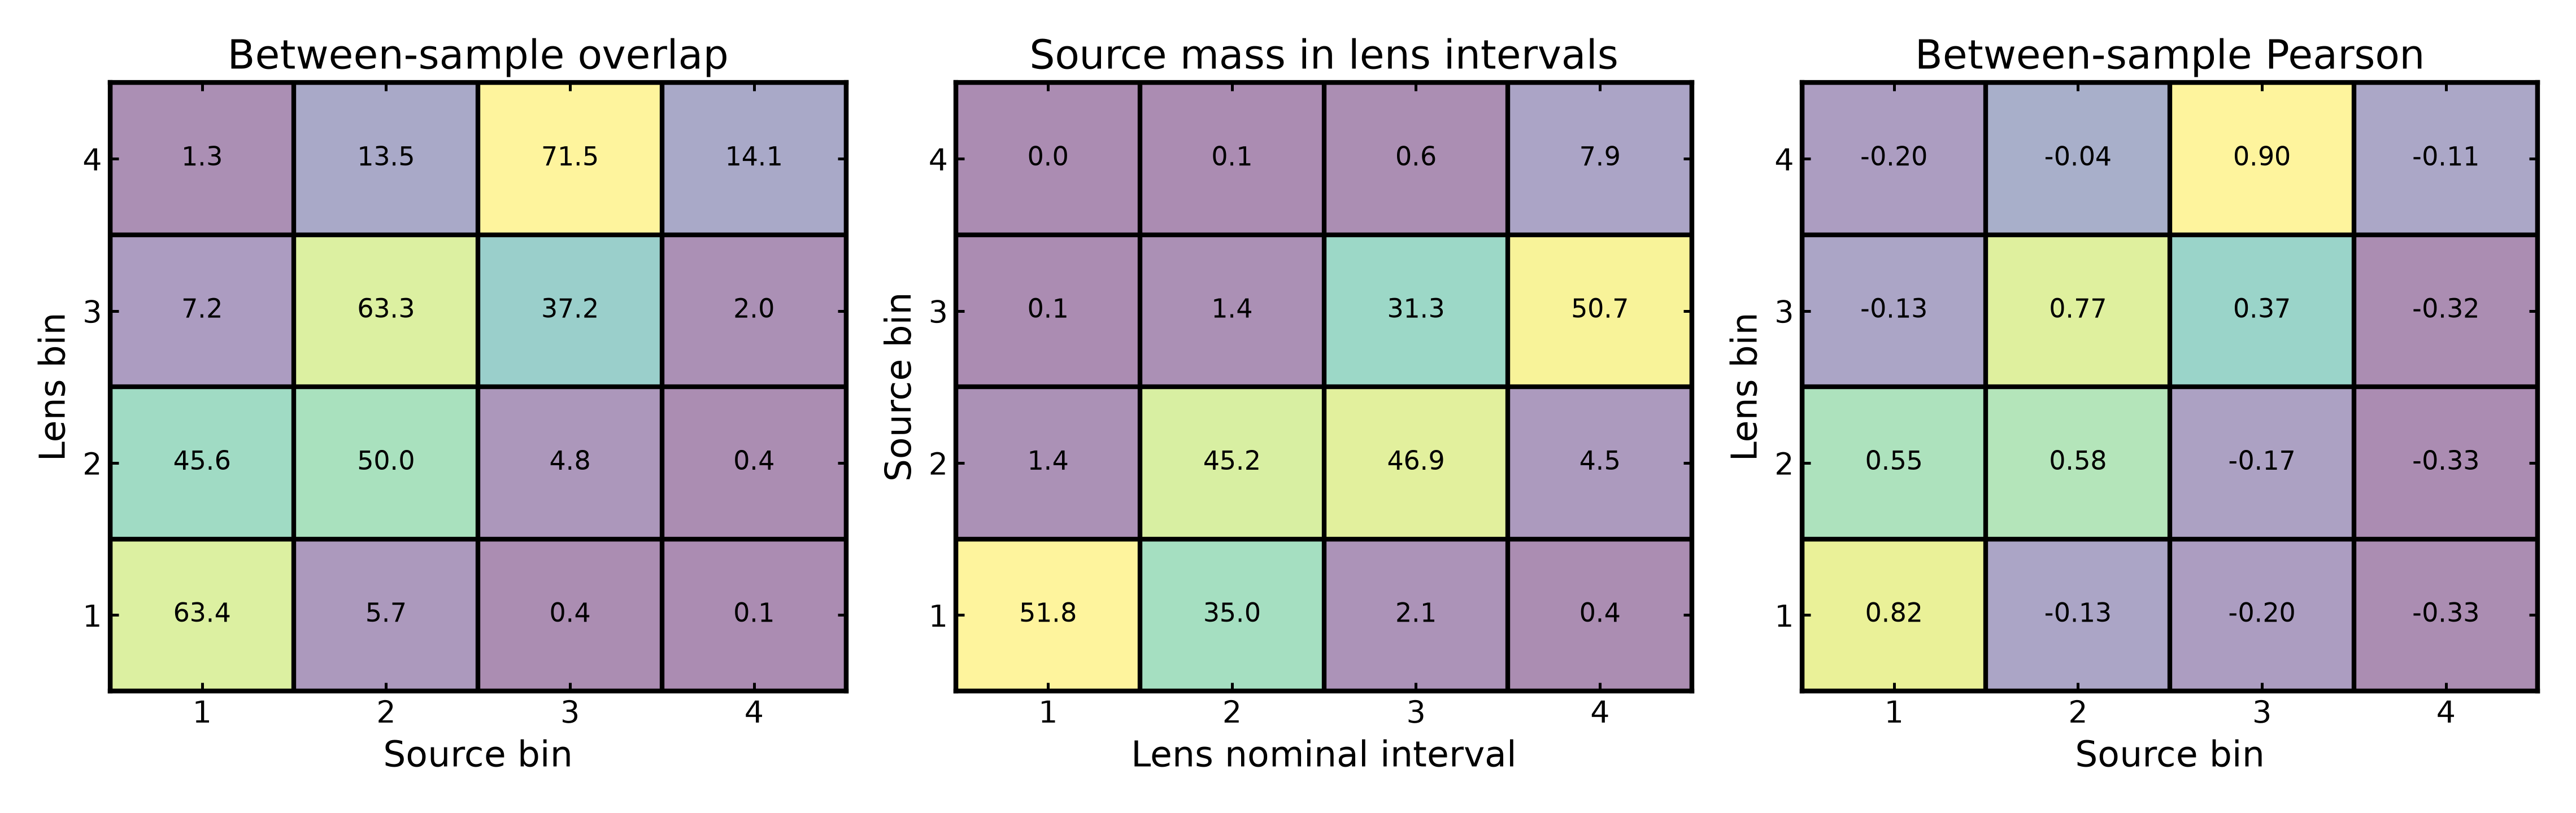 Between-sample overlap
Lens bin
4 1.3 13.5 71.5 14.1
3 7.2 63.3 37.2 2.0
2 45.6 50.0 4.8 0.4
1 63.4 5.7 0.4 0.1
1 2 3 4
Source bin
Source mass in lens intervals
Source bin
4 0.0 0.1 0.6 7.9
3 0.1 1.4 31.3 50.7
2 1.4 45.2 46.9 4.5
1 51.8 35.0 2.1 0.4
1 2 3 4
Lens nominal interval
Between-sample Pearson
Lens bin
4 -0.20 -0.04 0.90 -0.11
3 -0.13 0.77 0.37 -0.32
2 0.55 0.58 -0.17 -0.33
1 0.82 -0.13 -0.20 -0.33
1 2 3 4
Source bin